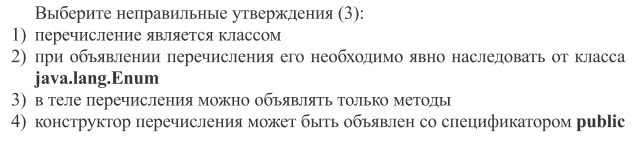 Выберите неправильные утверждения (3):
1) перечисление является классом
2) при объявлении перечисления его необходимо явно наследовать от класса
java.lang.Enum
3) в теле перечисления можно объявлять только методы
4) конструктор перечисления может быть объявлен со спецификатором public